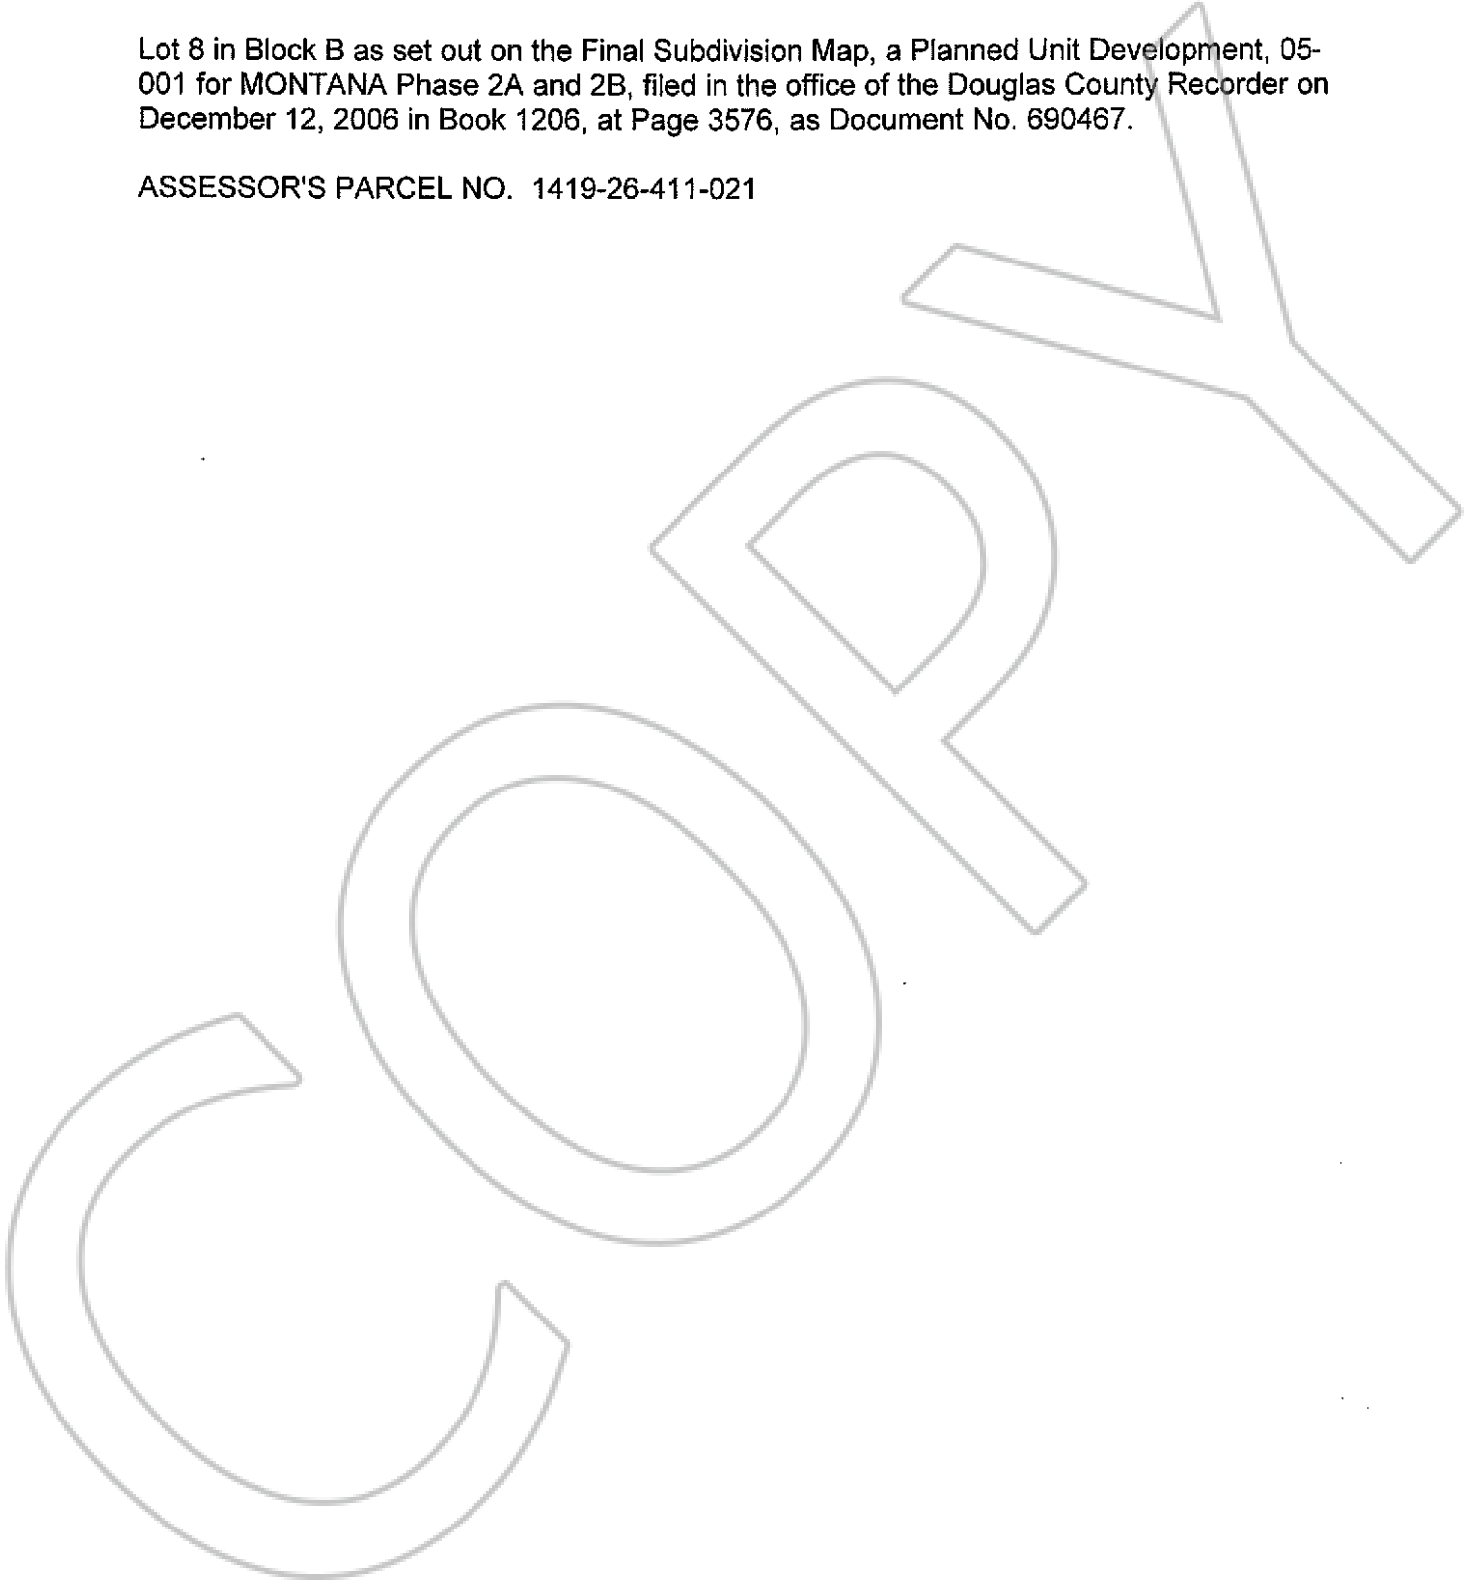 Lot 8 in Block B as set out on the Final Subdivision Map, a Planned Unit Development, 05-
001 for MONTANA Phase 2A and 2B, filed in the office of the Douglas County Recorder on
December 12, 2006 in Book 1206, at Page 3576, as Document No. 690467.
ASSESSOR'S PARCEL NO. 1419-26-411-021
COPY